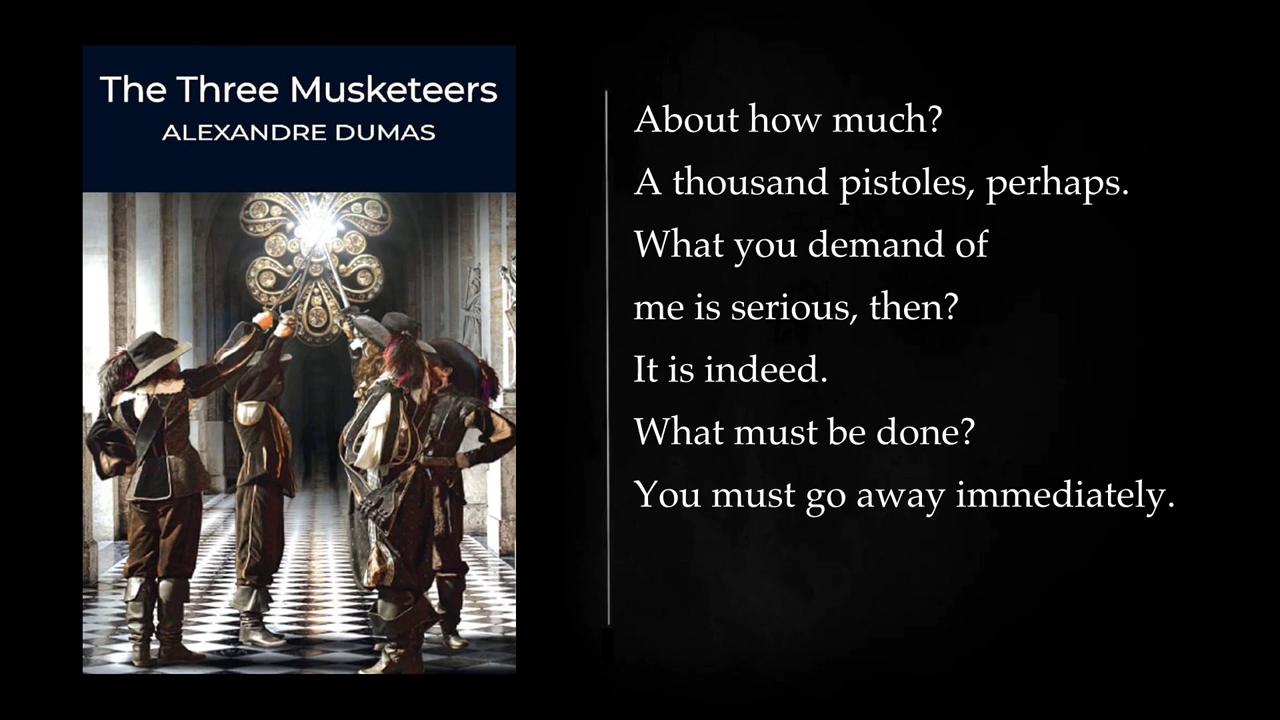 The Three Musketeers
ALEXANDRE DUMAS
About how much?
A thousand pistoles, perhaps.
What you demand of
me is serious, then?
It is indeed.
What must be done?
You must go away immediately.